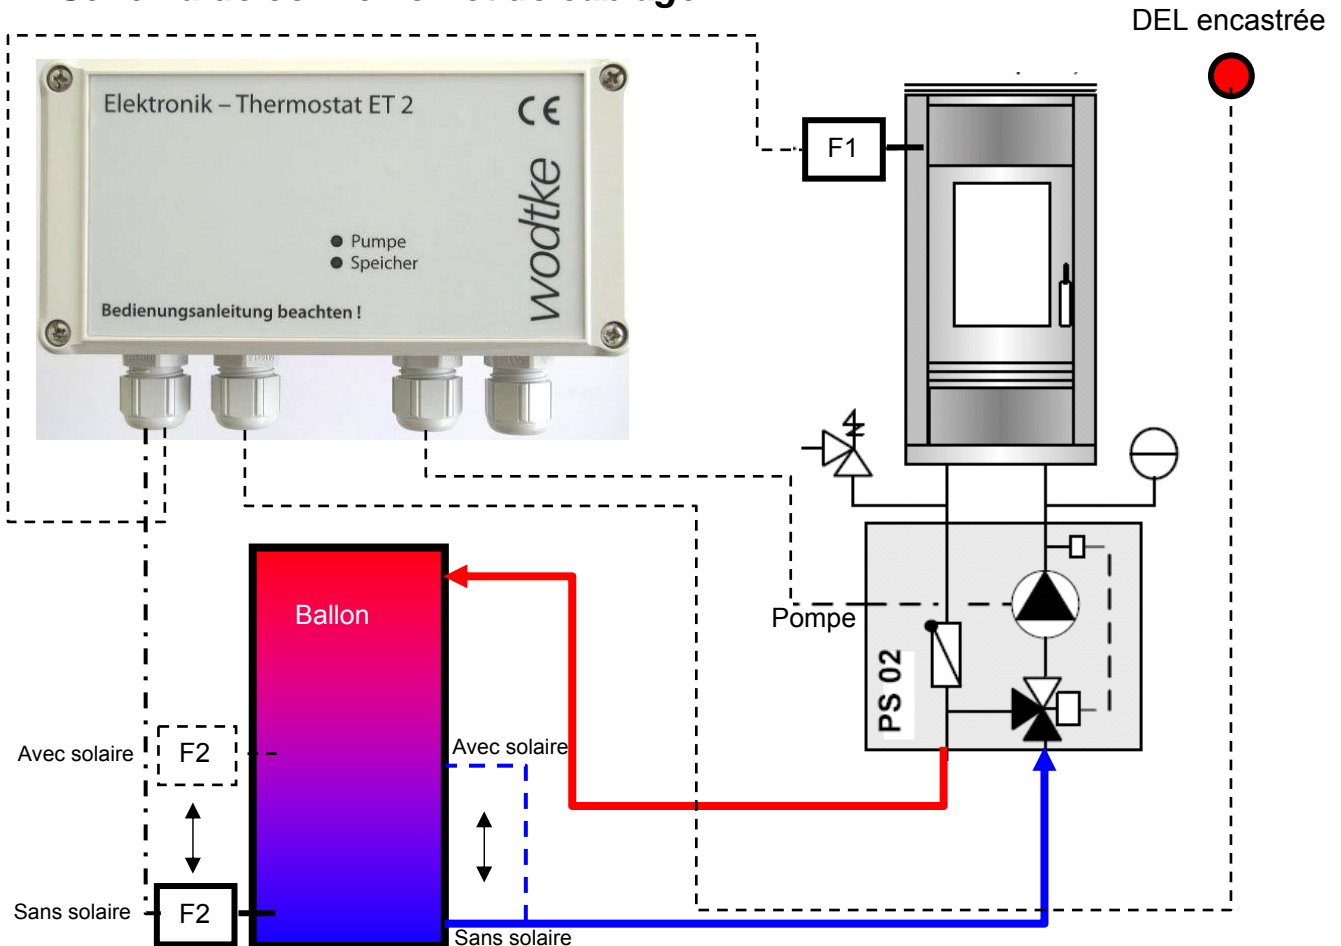 DEL encastrée
Elektronik – Thermostat ET 2
CE
wodtke
Pumpe
Speicher
Bedienungsanleitung beachten !
F1
Ballon
Pompe
PS 02
Avec solaire
F2
Avec solaire
Sans solaire
F2
Sans solaire